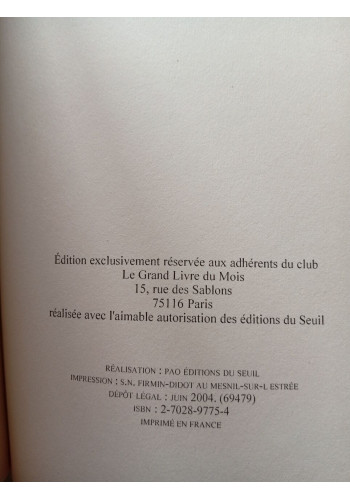 Édition exclusivement réservée aux adhérents du club
Le Grand Livre du Mois
15, rue des Sablons
75116 Paris
réalisée avec l'aimable autorisation des éditions du Seuil
RÉALISATION : PAO ÉDITIONS DU SEUIL
IMPRESSION : S.N. FIRMIN-DIDOT AU MESNIL-SUR-L ESTRÉE
DÉPÔT LÉGAL : JUIN 2004. (69479)
ISBN : 2-7028-9775-4
IMPRIMÉ EN FRANCE